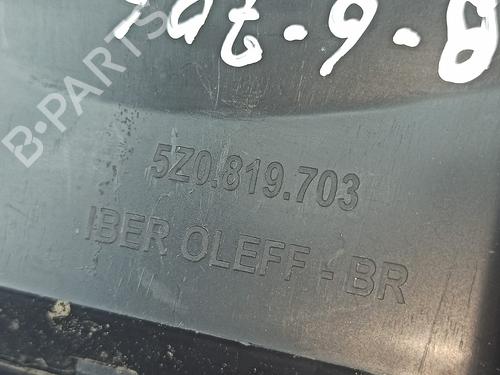 B-PARTS
5Z0.819.703
IBER OLEFF - BR